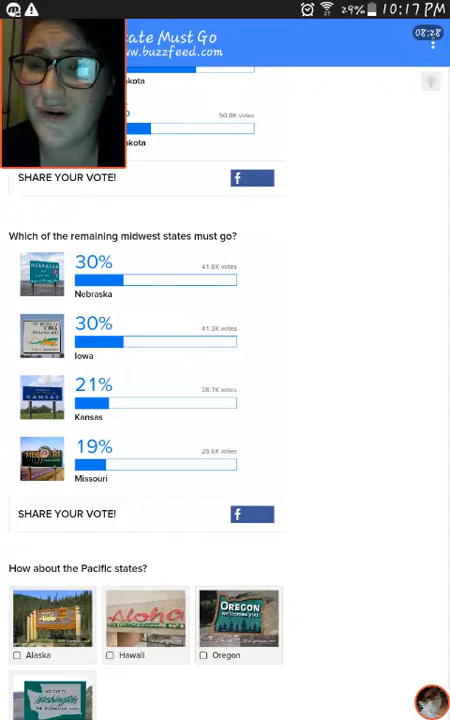 29% 10:17 PM
tate Must Go
08:28
ww.buzzfeed.com
akota
50.8K votes
akota
SHARE YOUR VOTE!
f
Which of the remaining midwest states must go?
30%
41.8K votes
Nebraska
30%
41.3K votes
Iowa
21%
28.7K votes
Kansas
19%
25.6K votes
Missouri
SHARE YOUR VOTE!
f
How about the Pacific states?
Aloha
OREGON
Alaska
Hawaii
Oregon
Washington